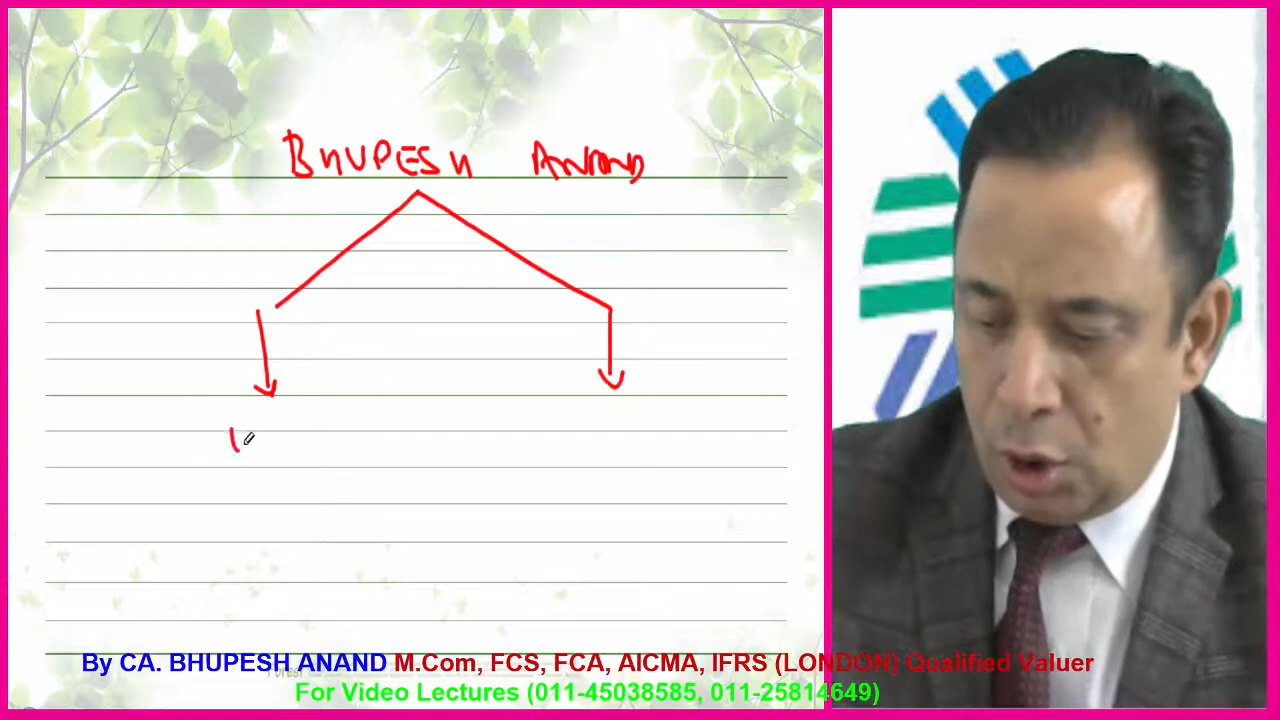 BHUPESH ANAND
By CA. BHUPESH ANAND M.Com, FCS, FCA, AICMA, IFRS (LONDON) Qualified Valuer
For Video Lectures (011-45038585, 011-25814649)